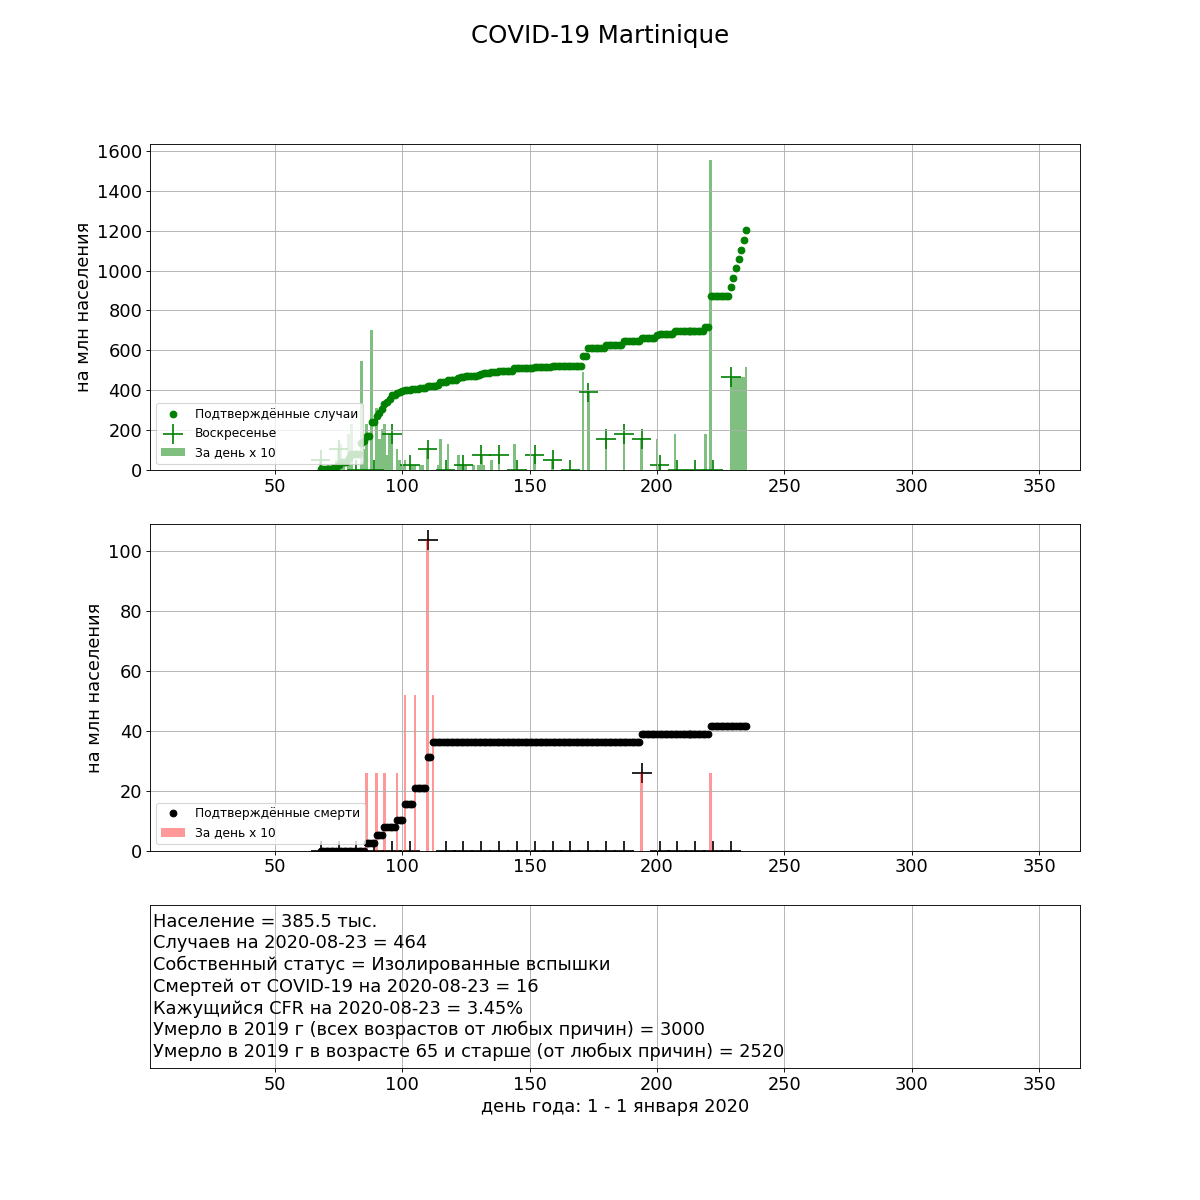 COVID-19 Martinique
1600
1400
1200
1000
800
600
400
200
0
на млн населения
Подтверждённые случаи
Воскресенье
За день x 10
50 100 150 200 250 300 350
100
80
60
40
20
0
на млн населения
Подтверждённые смерти
За день x 10
50 100 150 200 250 300 350
Население = 385.5 тыс.
Случаев на 2020-08-23 = 464
Собственный статус = Изолированные вспышки
Смертей от COVID-19 на 2020-08-23 = 16
Кажущийся CFR на 2020-08-23 = 3.45%
Умерло в 2019 г (всех возрастов от любых причин) = 3000
Умерло в 2019 г в возрасте 65 и старше (от любых причин) = 2520
50 100 150 200 250 300 350
день года: 1 - 1 января 2020